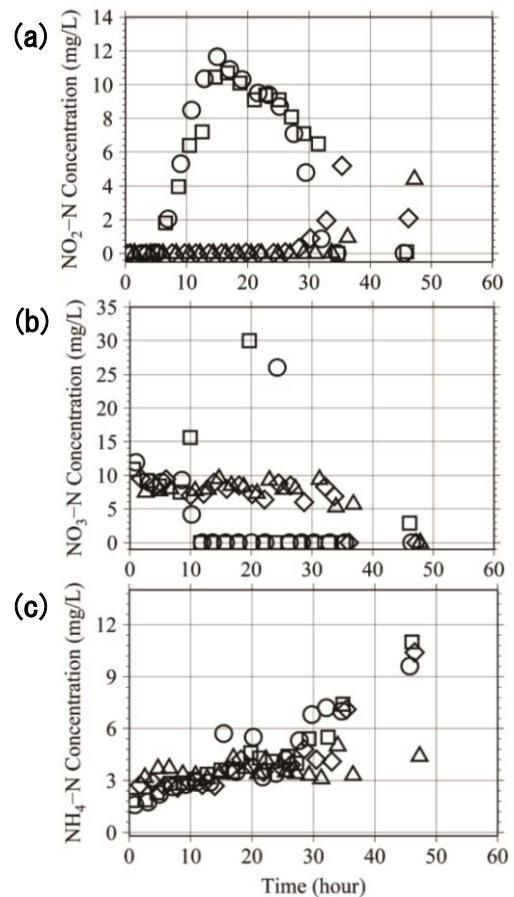 (a)
NO2−N Concentration (mg/L)
14
12
10
8
6
4
2
0
0 10 20 30 40 50 60
(b)
NO3−N Concentration (mg/L)
35
30
25
20
15
10
5
0
0 10 20 30 40 50 60
(c)
NH4−N Concentration (mg/L)
12
9
6
3
0
0 10 20 30 40 50 60
Time (hour)